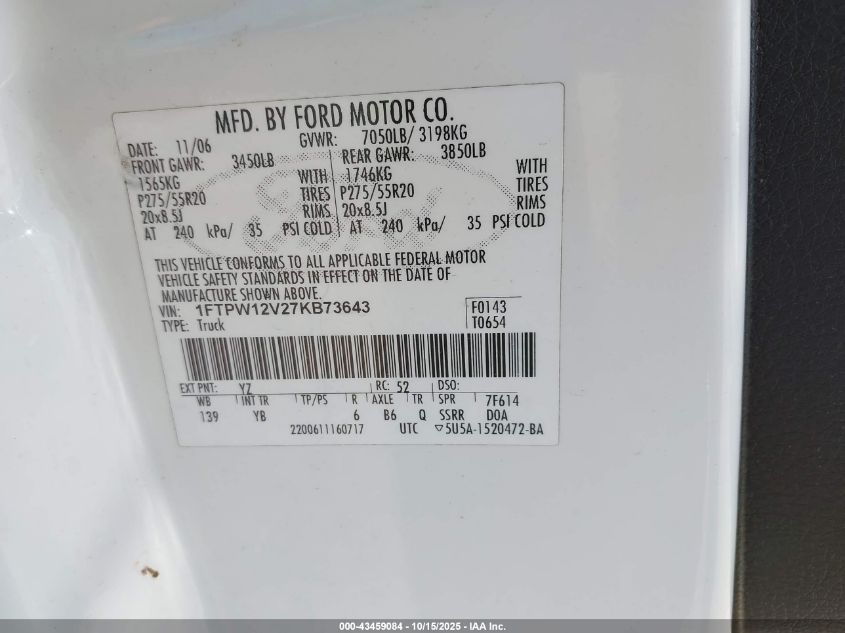 MFD. BY FORD MOTOR CO.
DATE: 11/06 GVWR: 7050LB/ 3198KG
FRONT GAWR: 3450LB REAR GAWR: 3850LB
1565KG WITH 1746KG WITH
P275/55R20 TIRES P275/55R20 TIRES
20x8.5J RIMS 20x8.5J RIMS
AT 240 kPa/ 35 PSI COLD AT 240 kPa/ 35 PSI COLD
Ford
THIS VEHICLE CONFORMS TO ALL APPLICABLE FEDERAL MOTOR
VEHICLE SAFETY STANDARDS IN EFFECT ON THE DATE OF
MANUFACTURE SHOWN ABOVE.
VIN: 1FTPW12V27KB73643 F0143
TYPE: Truck T0654
EXT PNT: YZ RC: 52 DSO:
WB INT TR TP/PS R AXLE TR SPR 7F614
139 YB 6 B6 Q SSRR DOA
2200611160717 UTC ▽5U5A-1520472-BA
000-43459084 - 10/15/2025 - IAA Inc.